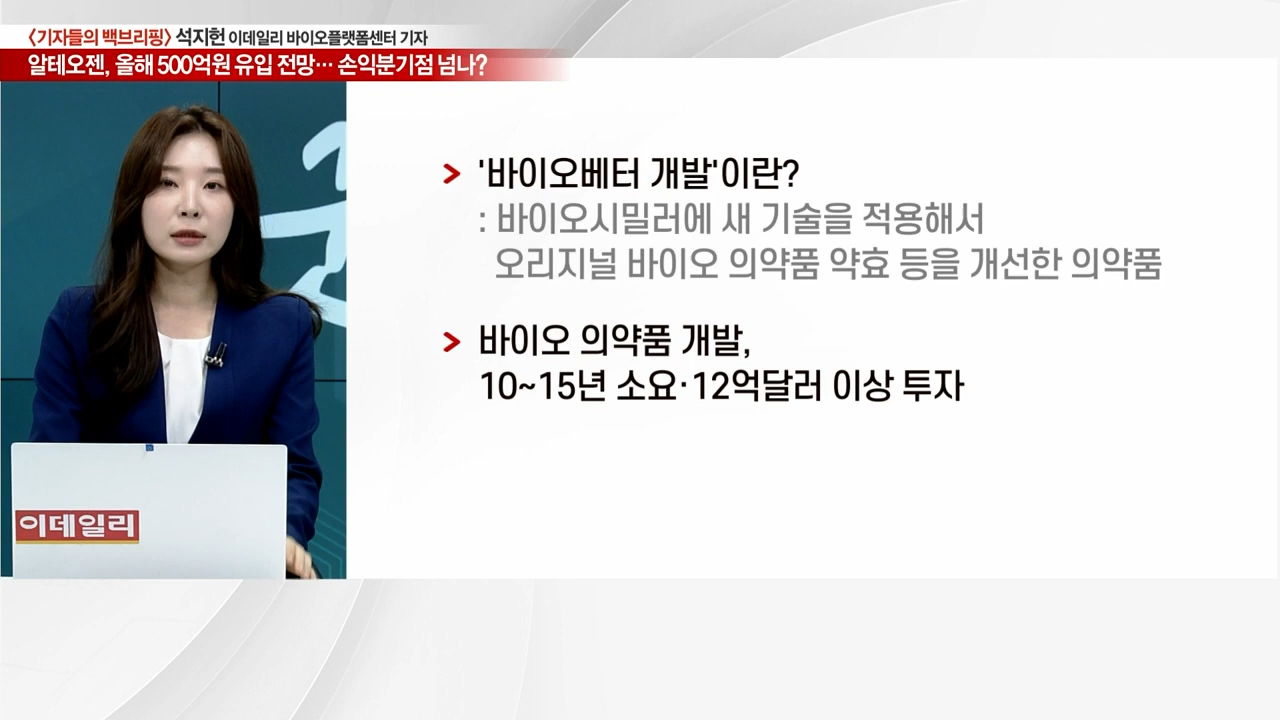 <기자들의 백브리핑> 석지헌 이데일리 바이오플랫폼센터 기자
알테오젠, 올해 500억원 유입 전망… 손익분기점 넘나?
> '바이오베터 개발'이란?
: 바이오시밀러에 새 기술을 적용해서
오리지널 바이오 의약품 약효 등을 개선한 의약품
> 바이오 의약품 개발,
10~15년 소요·12억달러 이상 투자
이데일리